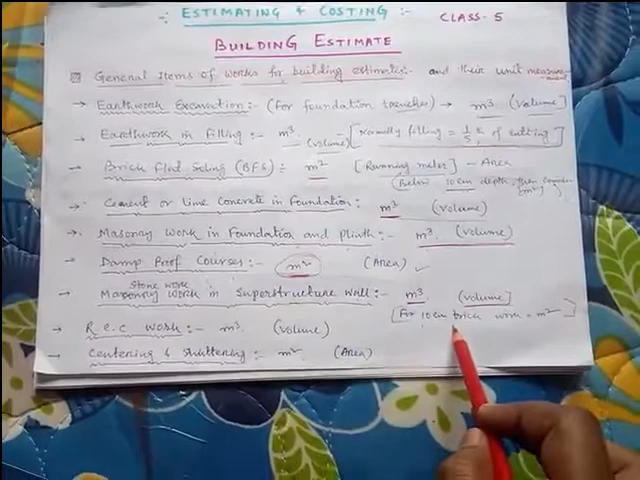 -: ESTIMATING & COSTING :- CLASS-5
BUILDING ESTIMATE
General Items of works for building estimates:- and their unit measurement
→ Earthwork Excavation:- (For foundation trenches) → m³ (Volume)
→ Earthwork in filling:- m³ (Volume) - [Normally filling = 1/5 of cutting]
→ Brick Flat Soling (BFS):- m² [Running meter] - Area
(Below 10cm depth, then consider (m²))
→ Cement or Lime Concrete in Foundation: m³ (Volume)
→ Masonry Work in Foundation and plinth:- m³. (Volume)
→ Damp Proof Courses:- m² (Area)
Stone work
→ Masonry Work in Superstructure Wall:- m³ (Volume)
[For 10cm brick work = m²]
→ R.c.c Work:- m³. (Volume)
→ Centering & Shuttering:- m². (Area)